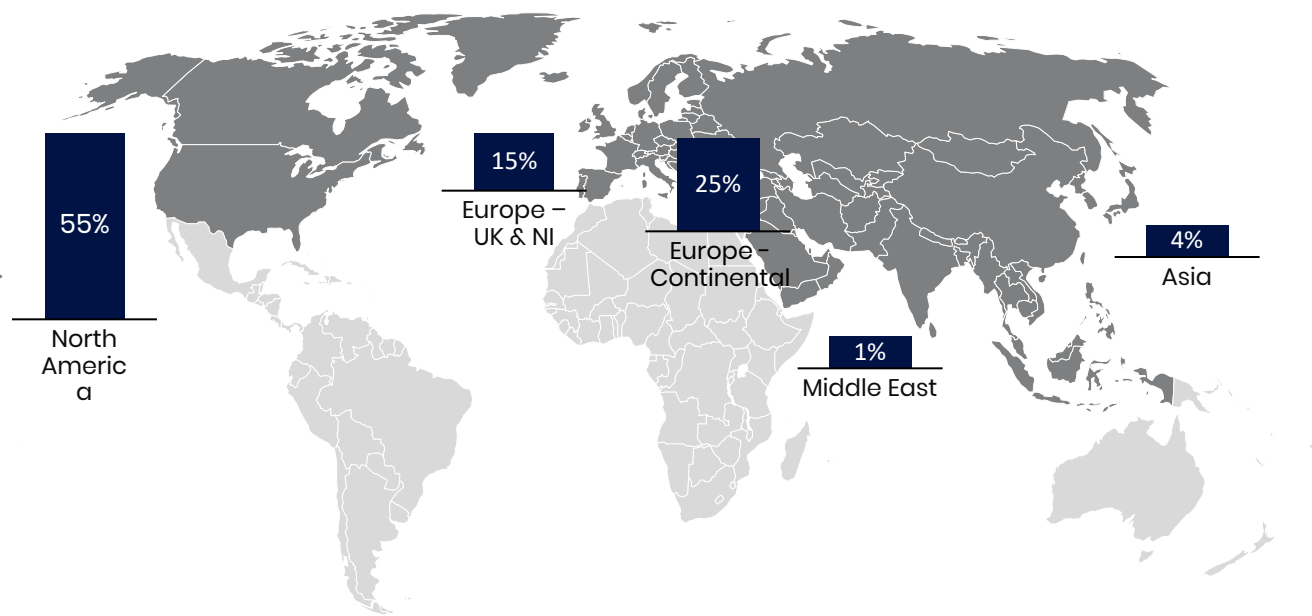 55%
North
Americ
a
15%
Europe –
UK & NI
25%
Europe -
Continental
4%
Asia
1%
Middle East